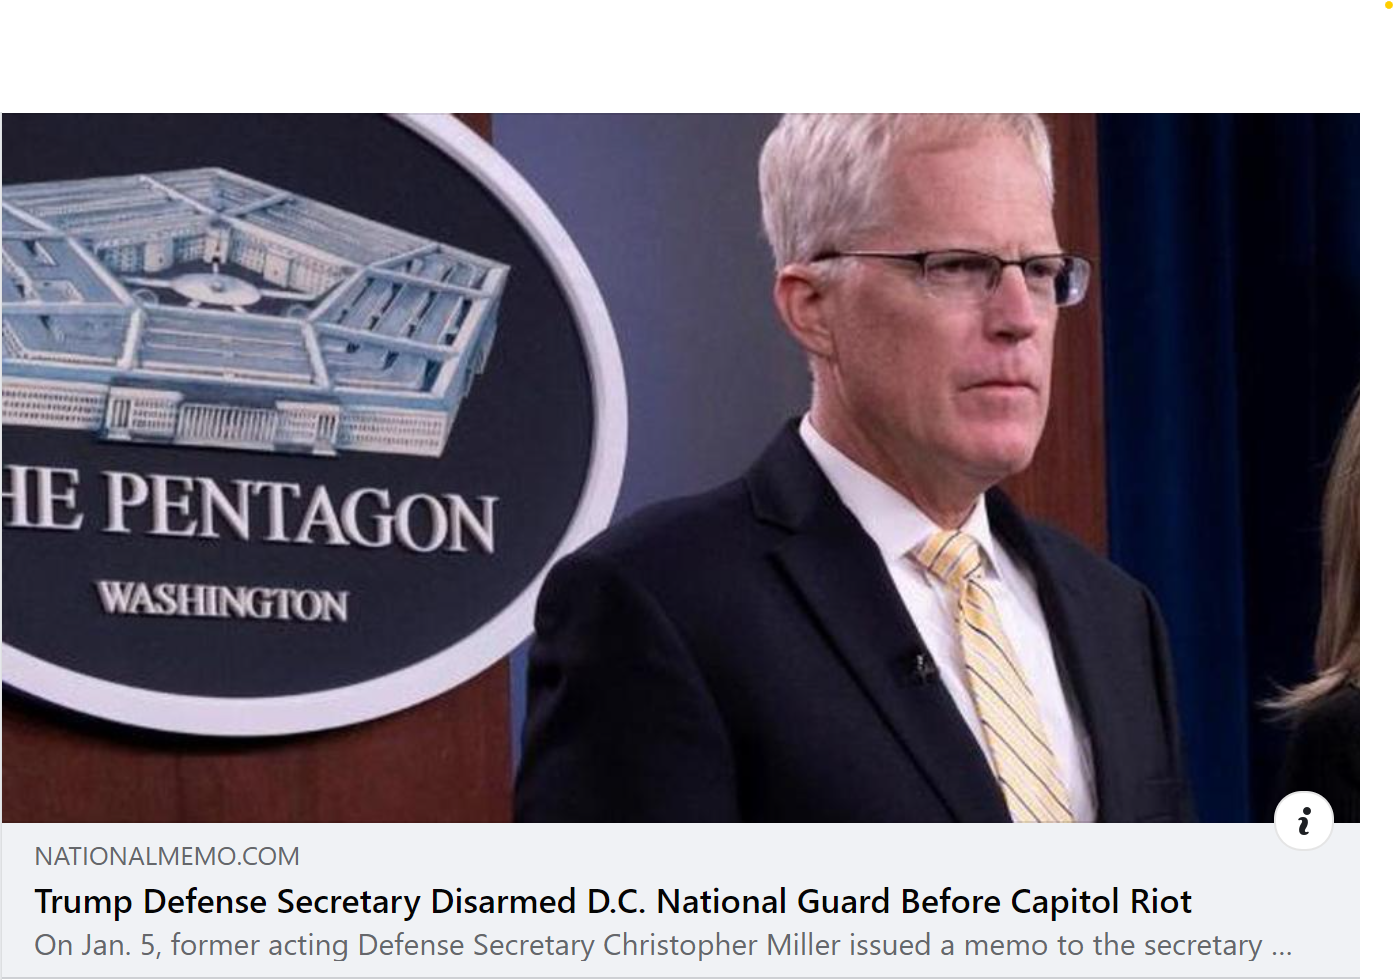 HE PENTAGON
WASHINGTON
i
NATIONALMEMO.COM
Trump Defense Secretary Disarmed D.C. National Guard Before Capitol Riot
On Jan. 5, former acting Defense Secretary Christopher Miller issued a memo to the secretary ...